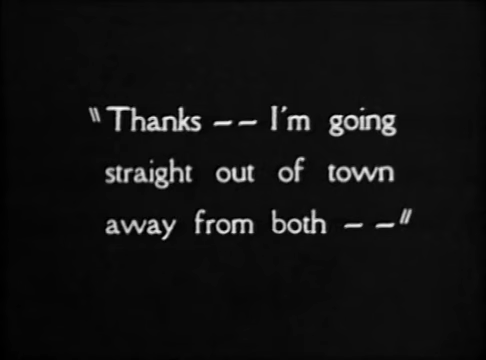 "Thanks -- I'm going
straight out of town
away from both --"